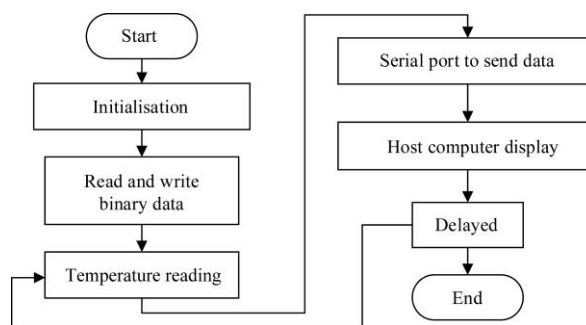 Start
Initialisation
Read and write
binary data
Temperature reading
Serial port to send data
Host computer display
Delayed
End